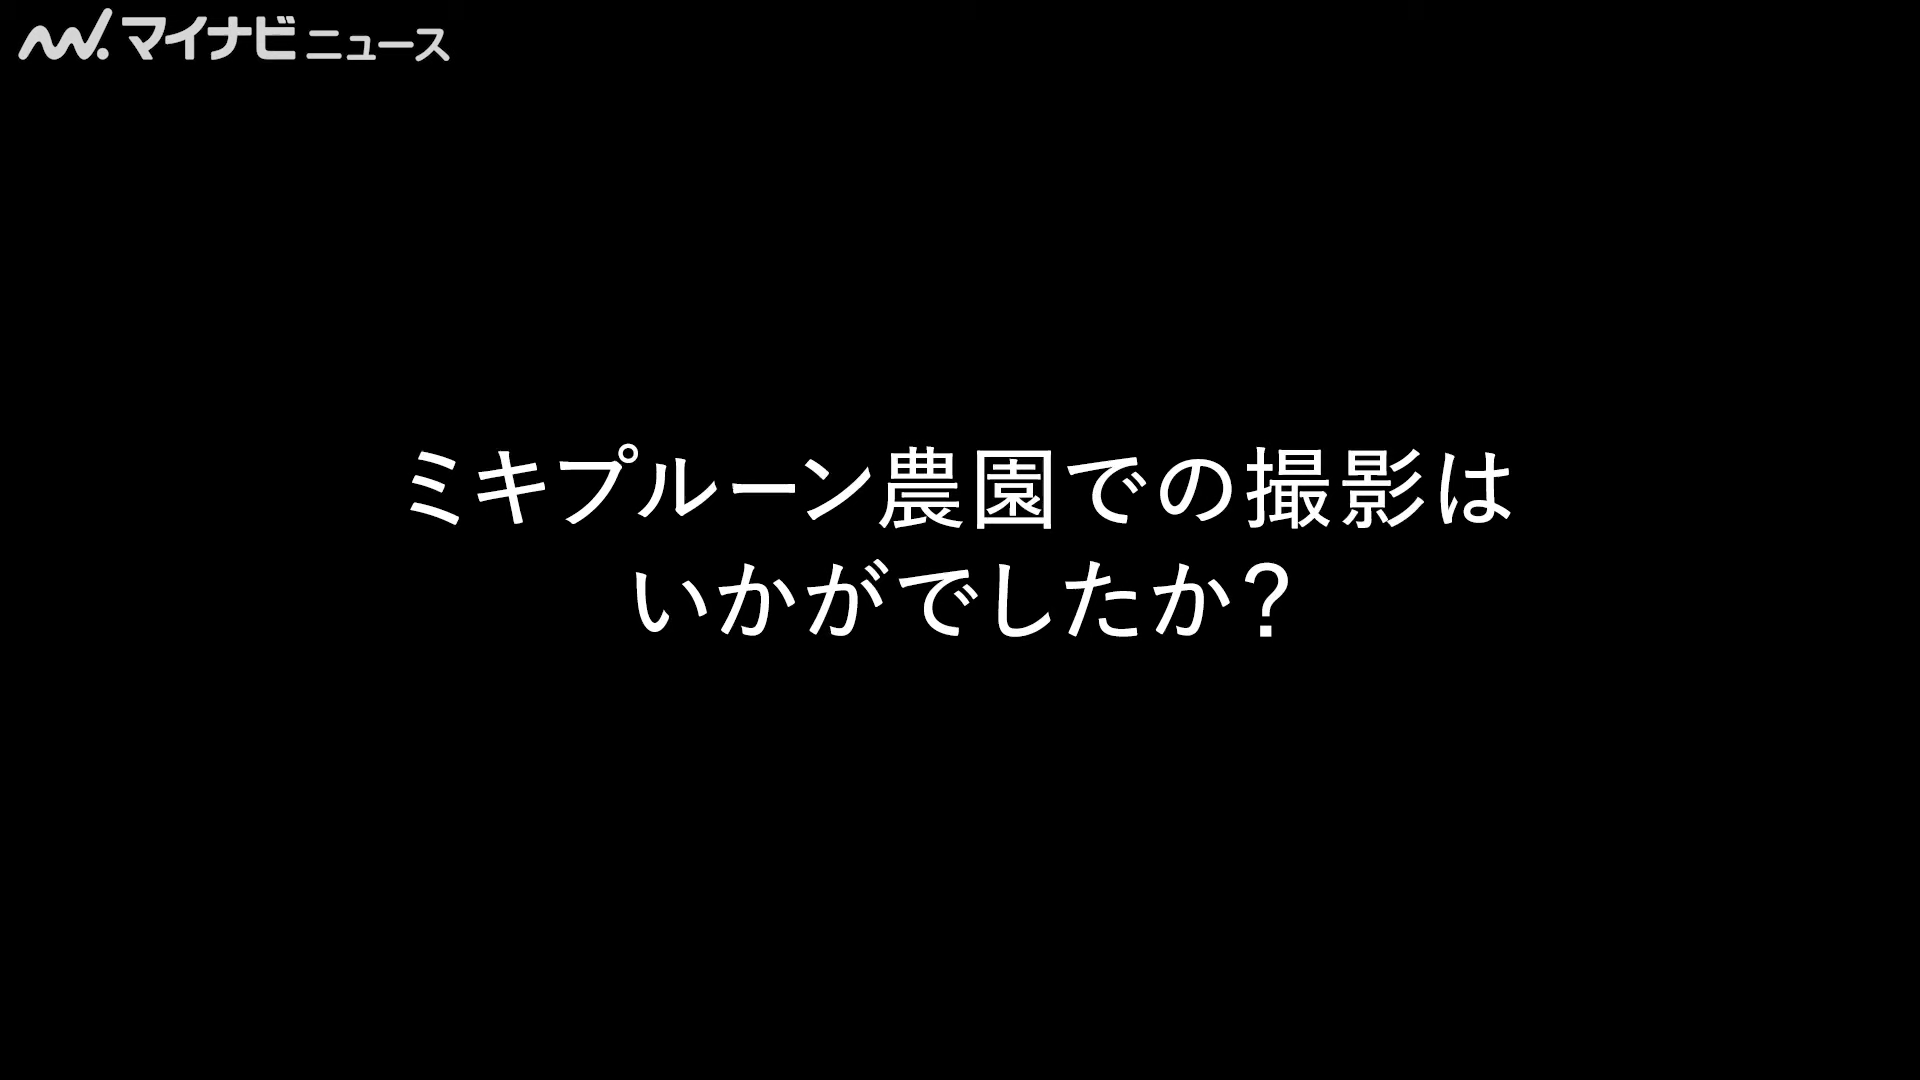 マイナビニュース
ミキプルーン農園での撮影は
いかがでしたか？